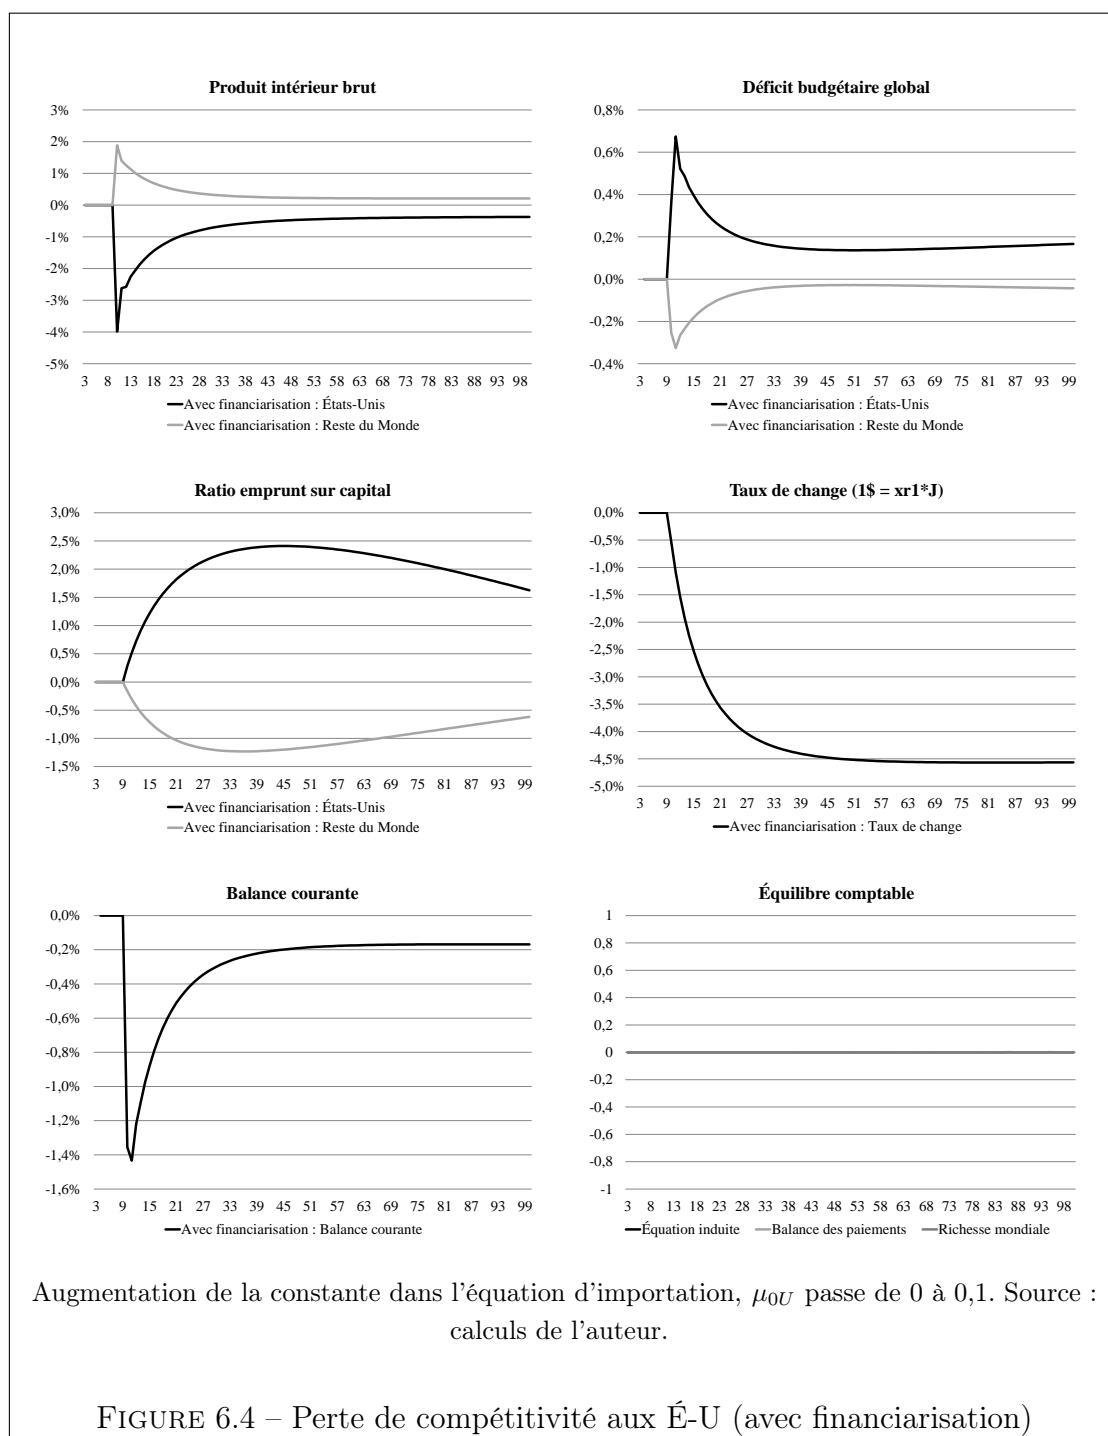 Produit intérieur brut
3%
2%
1%
0%
-1%
-2%
-3%
-4%
-5%
3 8 13 18 23 28 33 38 43 48 53 58 63 68 73 78 83 88 93 98
Avec financiarisation : États-Unis
Avec financiarisation : Reste du Monde
Déficit budgétaire global
0,8%
0,6%
0,4%
0,2%
0,0%
-0,2%
-0,4%
3 9 15 21 27 33 39 45 51 57 63 69 75 81 87 93 99
Avec financiarisation : États-Unis
Avec financiarisation : Reste du Monde
Ratio emprunt sur capital
3,0%
2,5%
2,0%
1,5%
1,0%
0,5%
0,0%
-0,5%
-1,0%
-1,5%
3 9 15 21 27 33 39 45 51 57 63 69 75 81 87 93 99
Avec financiarisation : États-Unis
Avec financiarisation : Reste du Monde
Taux de change (1$ = xr1*J)
0,0%
-0,5%
-1,0%
-1,5%
-2,0%
-2,5%
-3,0%
-3,5%
-4,0%
-4,5%
-5,0%
3 9 15 21 27 33 39 45 51 57 63 69 75 81 87 93 99
Avec financiarisation : Taux de change
Balance courante
0,0%
-0,2%
-0,4%
-0,6%
-0,8%
-1,0%
-1,2%
-1,4%
-1,6%
3 9 15 21 27 33 39 45 51 57 63 69 75 81 87 93 99
Avec financiarisation : Balance courante
Équilibre comptable
1
0,8
0,6
0,4
0,2
0
-0,2
-0,4
-0,6
-0,8
-1
3 8 13 18 23 28 33 38 43 48 53 58 63 68 73 78 83 88 93 98
Équation induite Balance des paiements Richesse mondiale
Augmentation de la constante dans l'équation d'importation, μ0U passe de 0 à 0,1. Source :
calculs de l'auteur.
FIGURE 6.4 – Perte de compétitivité aux É-U (avec financiarisation)